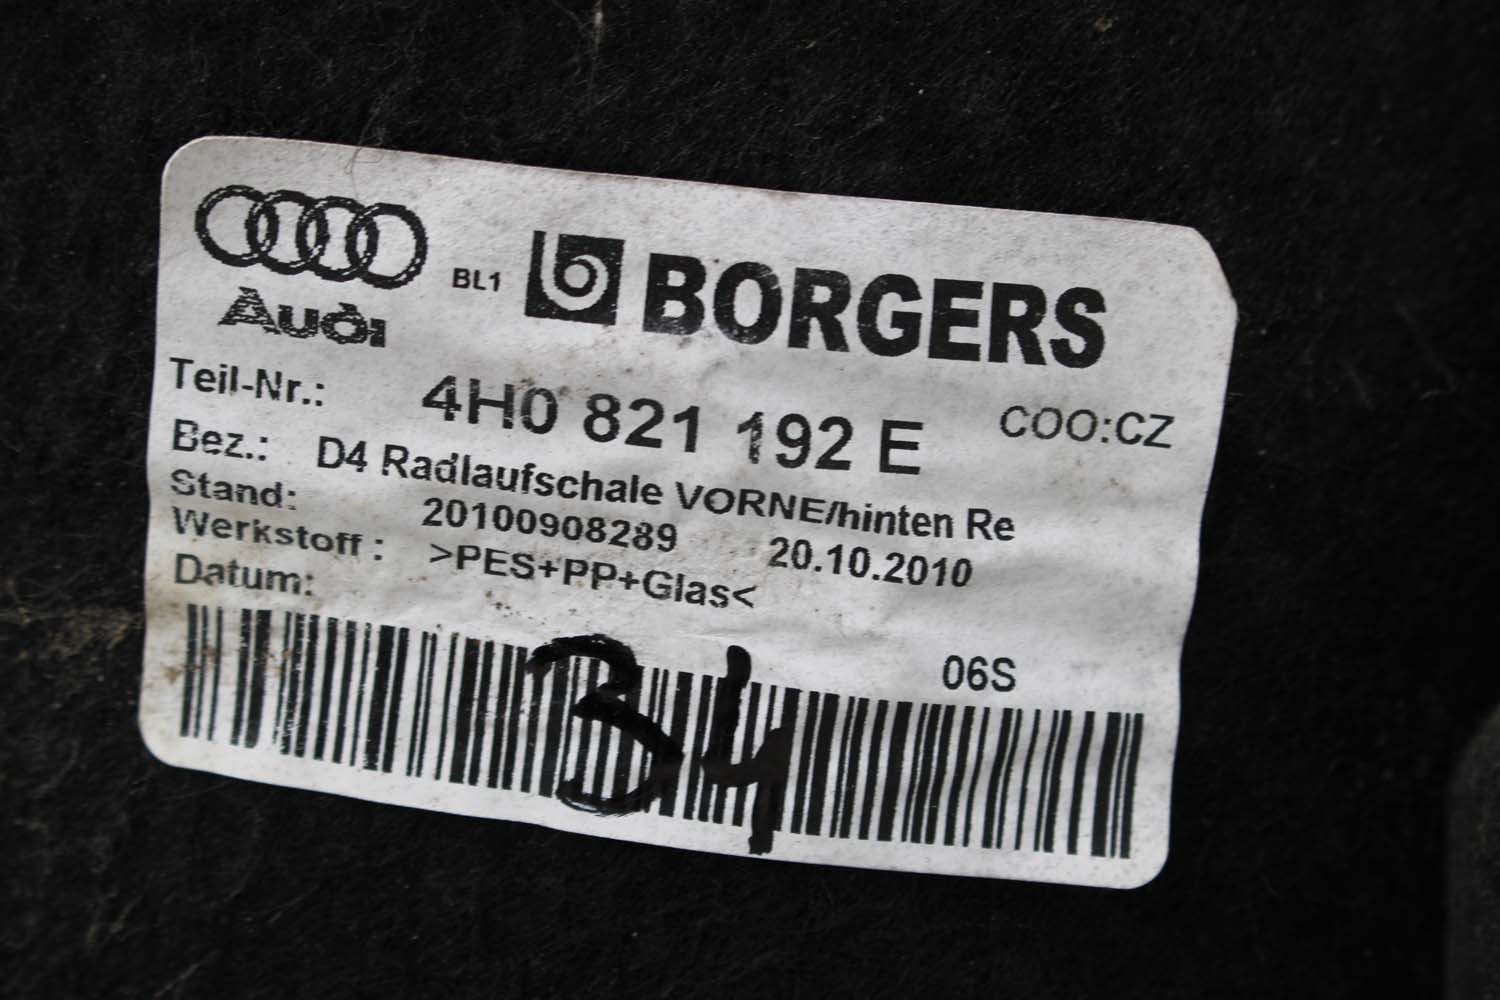 Audi BL1 BORGERS
Teil-Nr.: 4H0 821 192 E COO:CZ
Bez.: D4 Radlaufschale VORNE/hinten Re
Stand: 20100908289 20.10.2010
Werkstoff : >PES+PP+Glas<
Datum:
06S
34